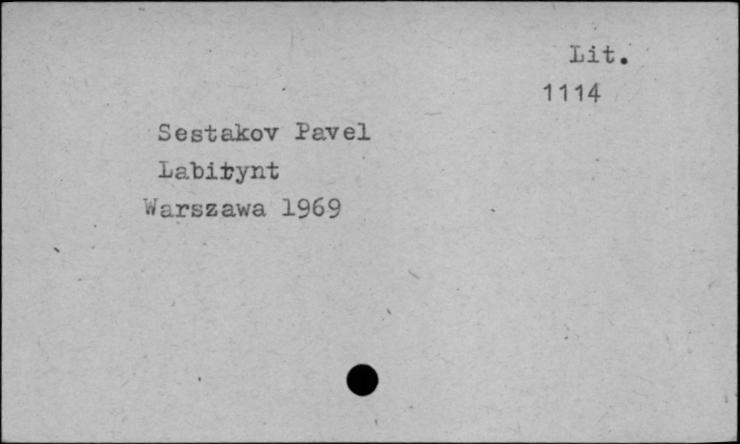 Lit.
1114
Sestakov Pavel
Labirynt
Warszawa 1969